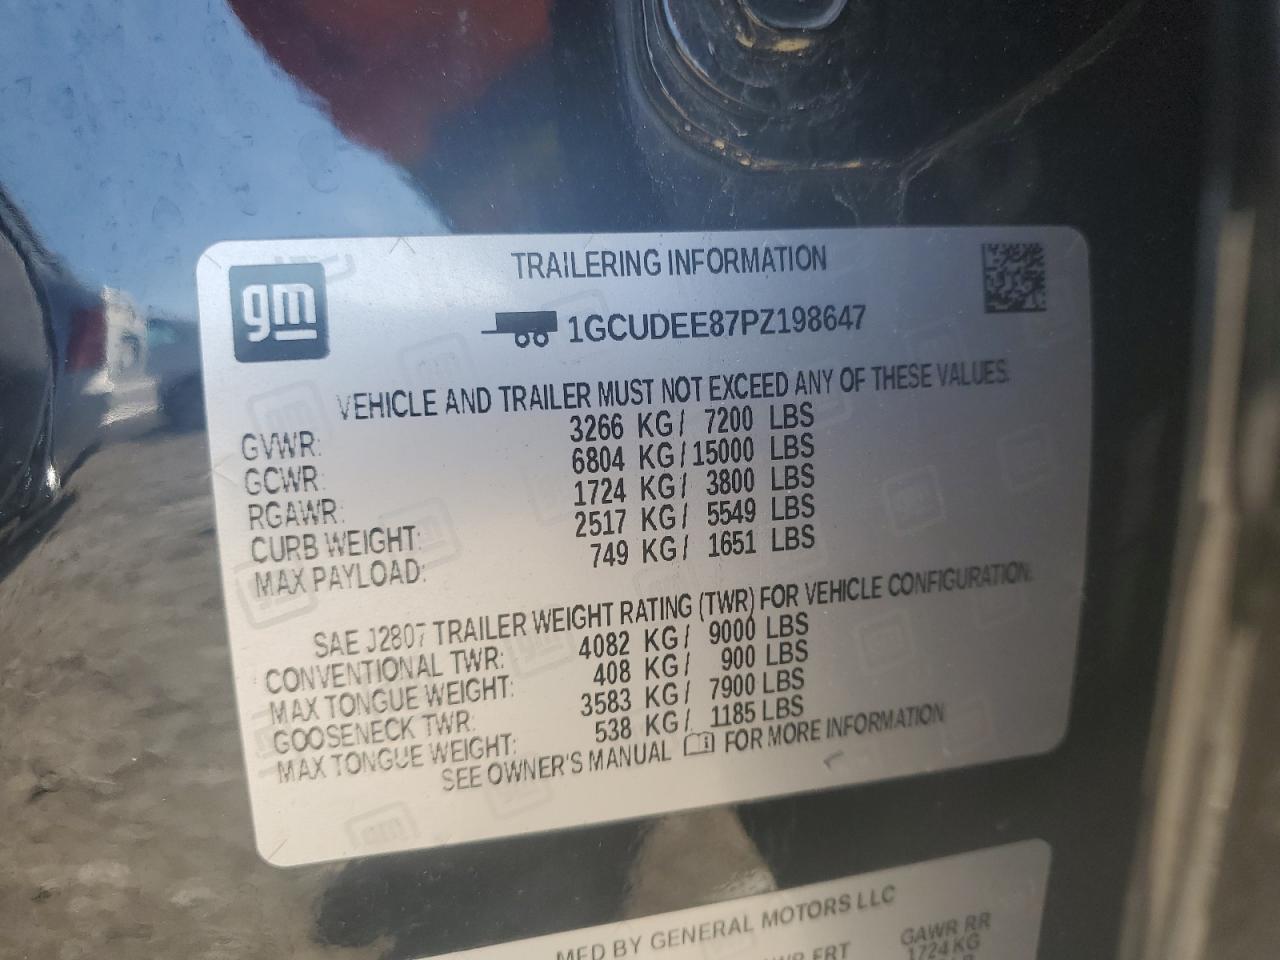 gm
TRAILERING INFORMATION
1GCUDEE87PZ198647
VEHICLE AND TRAILER MUST NOT EXCEED ANY OF THESE VALUES.
GVWR: 3266 KG/ 7200 LBS
GCWR: 6804 KG/15000 LBS
RGAWR: 1724 KG/ 3800 LBS
CURB WEIGHT: 2517 KG/ 5549 LBS
MAX PAYLOAD: 749 KG/ 1651 LBS
SAE J2807 TRAILER WEIGHT RATING (TWR) FOR VEHICLE CONFIGURATION.
CONVENTIONAL TWR: 4082 KG/ 9000 LBS
MAX TONGUE WEIGHT: 408 KG/ 900 LBS
GOOSENECK TWR: 3583 KG/ 7900 LBS
MAX TONGUE WEIGHT: 538 KG/ 1185 LBS
SEE OWNER'S MANUAL FOR MORE INFORMATION
MFD BY GENERAL MOTORS LLC
FRT GAWR RR
1724 KG